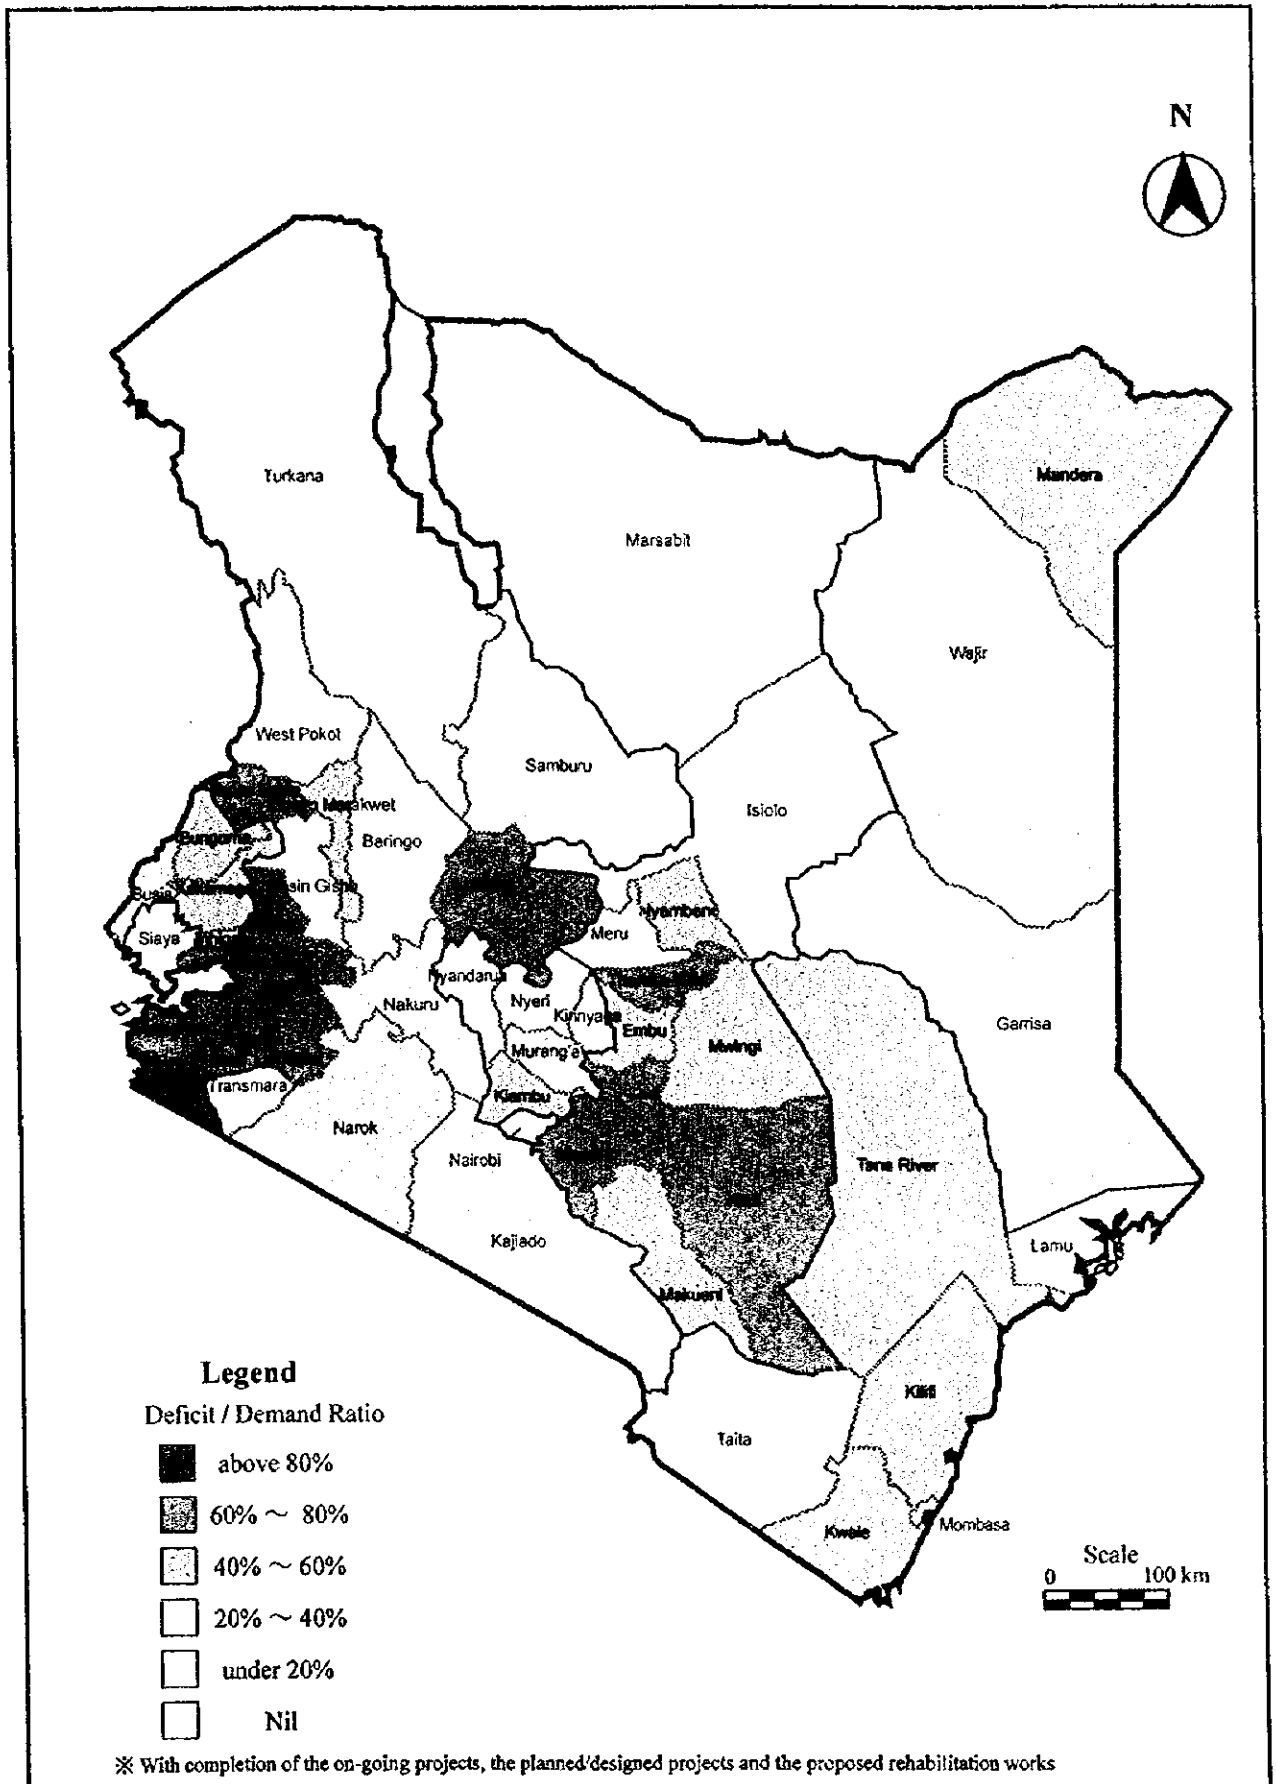 N
Turkana
Mandera
Marsabit
Wajir
West Pokot
Samburu
Isiolo
Baringo
Bungoma
Busia
Siaya
Meru
Nyambene
Nyandarua
Nakuru
Nyeri
Kirinyaga
Embu
Mwingi
Garrisa
Murang'a
Transmara
Kiambu
Narok
Nairobi
Tana River
Kajiado
Lamu
Makueni
Kilifi
Taita
Kwale
Mombasa
Legend
Deficit / Demand Ratio
above 80%
60% ～ 80%
40% ～ 60%
20% ～ 40%
under 20%
Nil
Scale
0 100 km
※ With completion of the on-going projects, the planned/designed projects and the proposed rehabilitation works